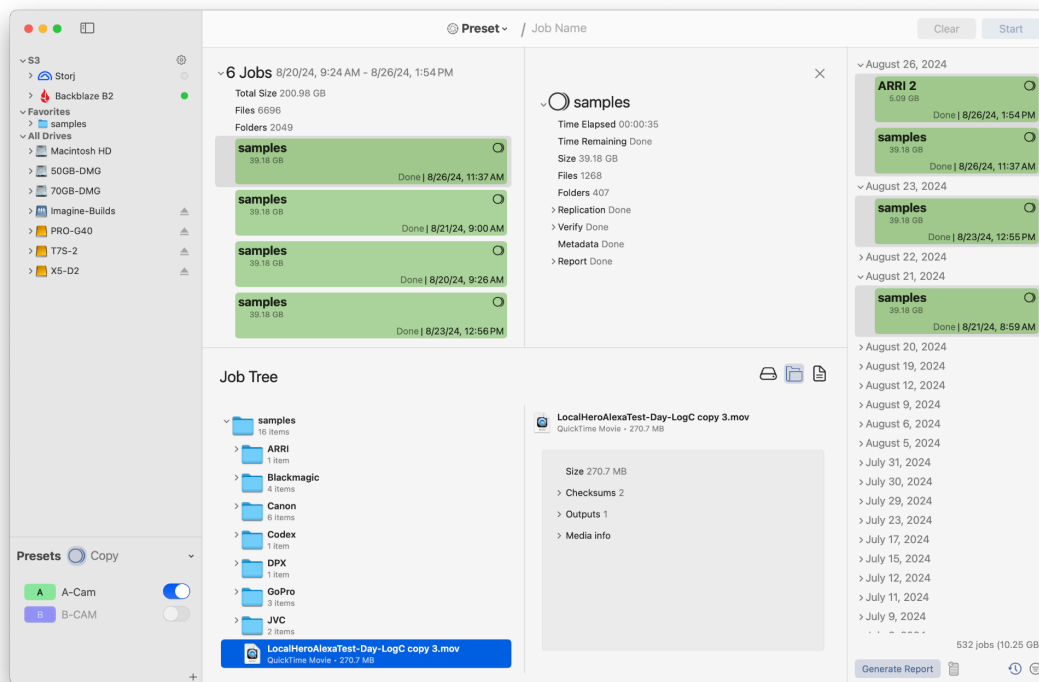 Preset / Job Name
Clear
Start
S3
Storj
Backblaze B2
Favorites
samples
All Drives
Macintosh HD
50GB-DMG
70GB-DMG
Imagine-Builds
PRO-G40
T7S-2
X5-D2
Presets Copy
A A-Cam
B B-CAM
+
6 Jobs 8/20/24, 9:24 AM - 8/26/24, 1:54 PM
Total Size 200.98 GB
Files 6696
Folders 2049
samples
39.18 GB
Done | 8/26/24, 11:37 AM
samples
39.18 GB
Done | 8/21/24, 9:00 AM
samples
39.18 GB
Done | 8/20/24, 9:26 AM
samples
39.18 GB
Done | 8/23/24, 12:56 PM
samples
Time Elapsed 00:00:35
Time Remaining Done
Size 39.18 GB
Files 1268
Folders 407
Replication Done
Verify Done
Metadata Done
Report Done
Job Tree
samples
16 items
ARRI
1 item
Blackmagic
4 items
Canon
6 items
Codex
1 item
DPX
1 item
GoPro
3 items
JVC
2 items
LocalHeroAlexaTest-Day-LogC copy 3.mov
QuickTime Movie • 270.7 MB
LocalHeroAlexaTest-Day-LogC copy 3.mov
QuickTime Movie • 270.7 MB
Size 270.7 MB
Checksums 2
Outputs 1
Media info
August 26, 2024
ARRI 2
5.09 GB
Done | 8/26/24, 1:54 PM
samples
39.18 GB
Done | 8/26/24, 11:37 AM
August 23, 2024
samples
39.18 GB
Done | 8/23/24, 12:55 PM
August 22, 2024
August 21, 2024
samples
39.18 GB
Done | 8/21/24, 8:59 AM
August 20, 2024
August 19, 2024
August 12, 2024
August 9, 2024
August 6, 2024
August 5, 2024
July 31, 2024
July 30, 2024
July 29, 2024
July 23, 2024
July 17, 2024
July 15, 2024
July 12, 2024
July 11, 2024
July 9, 2024
532 jobs (10.25 GB
Generate Report